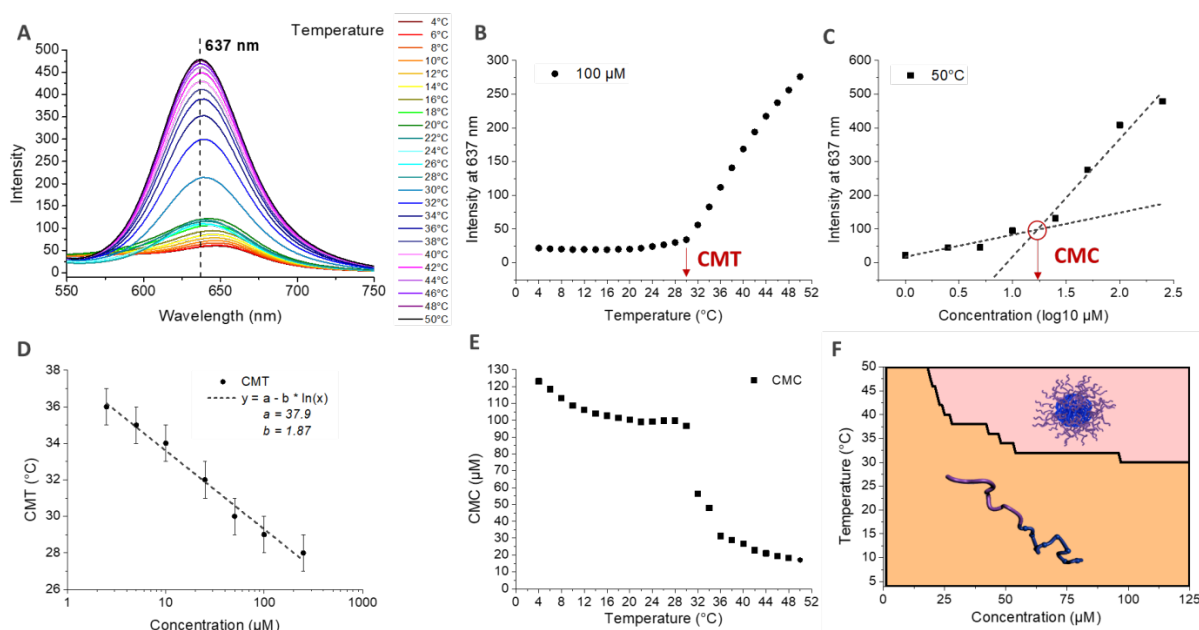 A
Temperature
637 nm
500
450
400
350
300
250
200
150
100
50
0
550
600
650
700
750
Intensity
Wavelength (nm)
4°C
6°C
8°C
10°C
12°C
14°C
16°C
18°C
20°C
22°C
24°C
26°C
28°C
30°C
32°C
34°C
36°C
38°C
40°C
42°C
44°C
46°C
48°C
50°C
B
100 µM
300
250
200
150
100
50
0
0 4 8 12 16 20 24 28 32 36 40 44 48 52
Intensity at 637 nm
Temperature (°C)
CMT
C
50°C
600
500
400
300
200
100
0
0.0 0.5 1.0 1.5 2.0 2.5
Intensity at 637 nm
Concentration (log10 µM)
CMC
D
CMT
y = a - b * ln(x)
a = 37.9
b = 1.87
38
36
34
32
30
28
26
1 10 100 1000
CMT (°C)
Concentration (µM)
E
CMC
130
120
110
100
90
80
70
60
50
40
30
20
10
0
0 4 8 12 16 20 24 28 32 36 40 44 48 52
CMC (µM)
Temperature (°C)
F
50
45
40
35
30
25
20
15
10
5
0 25 50 75 100 125
Temperature (°C)
Concentration (µM)